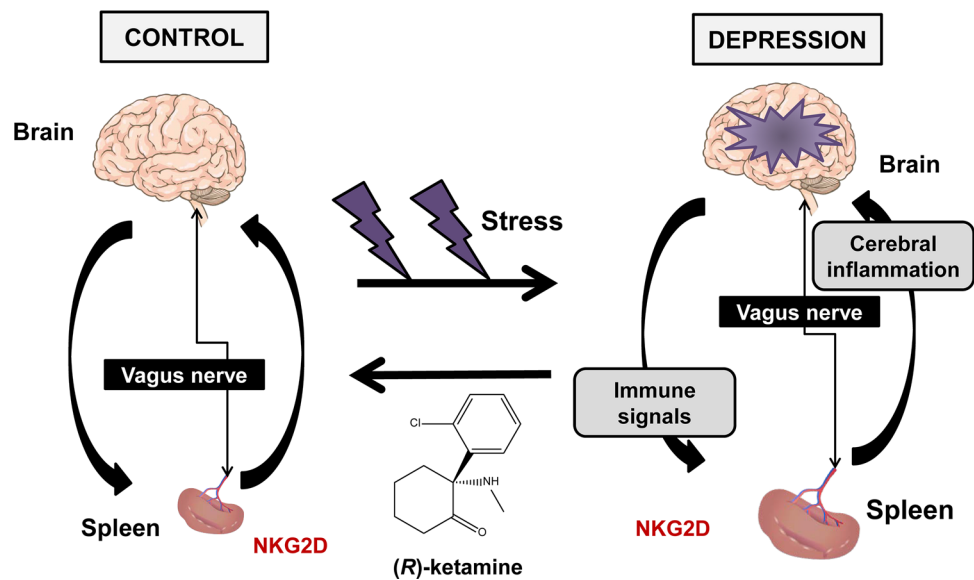 CONTROL
Brain
Vagus nerve
Spleen
NKG2D
Stress
Cl
NH
O
(R)-ketamine
DEPRESSION
Brain
Cerebral
inflammation
Vagus nerve
Immune
signals
NKG2D
Spleen